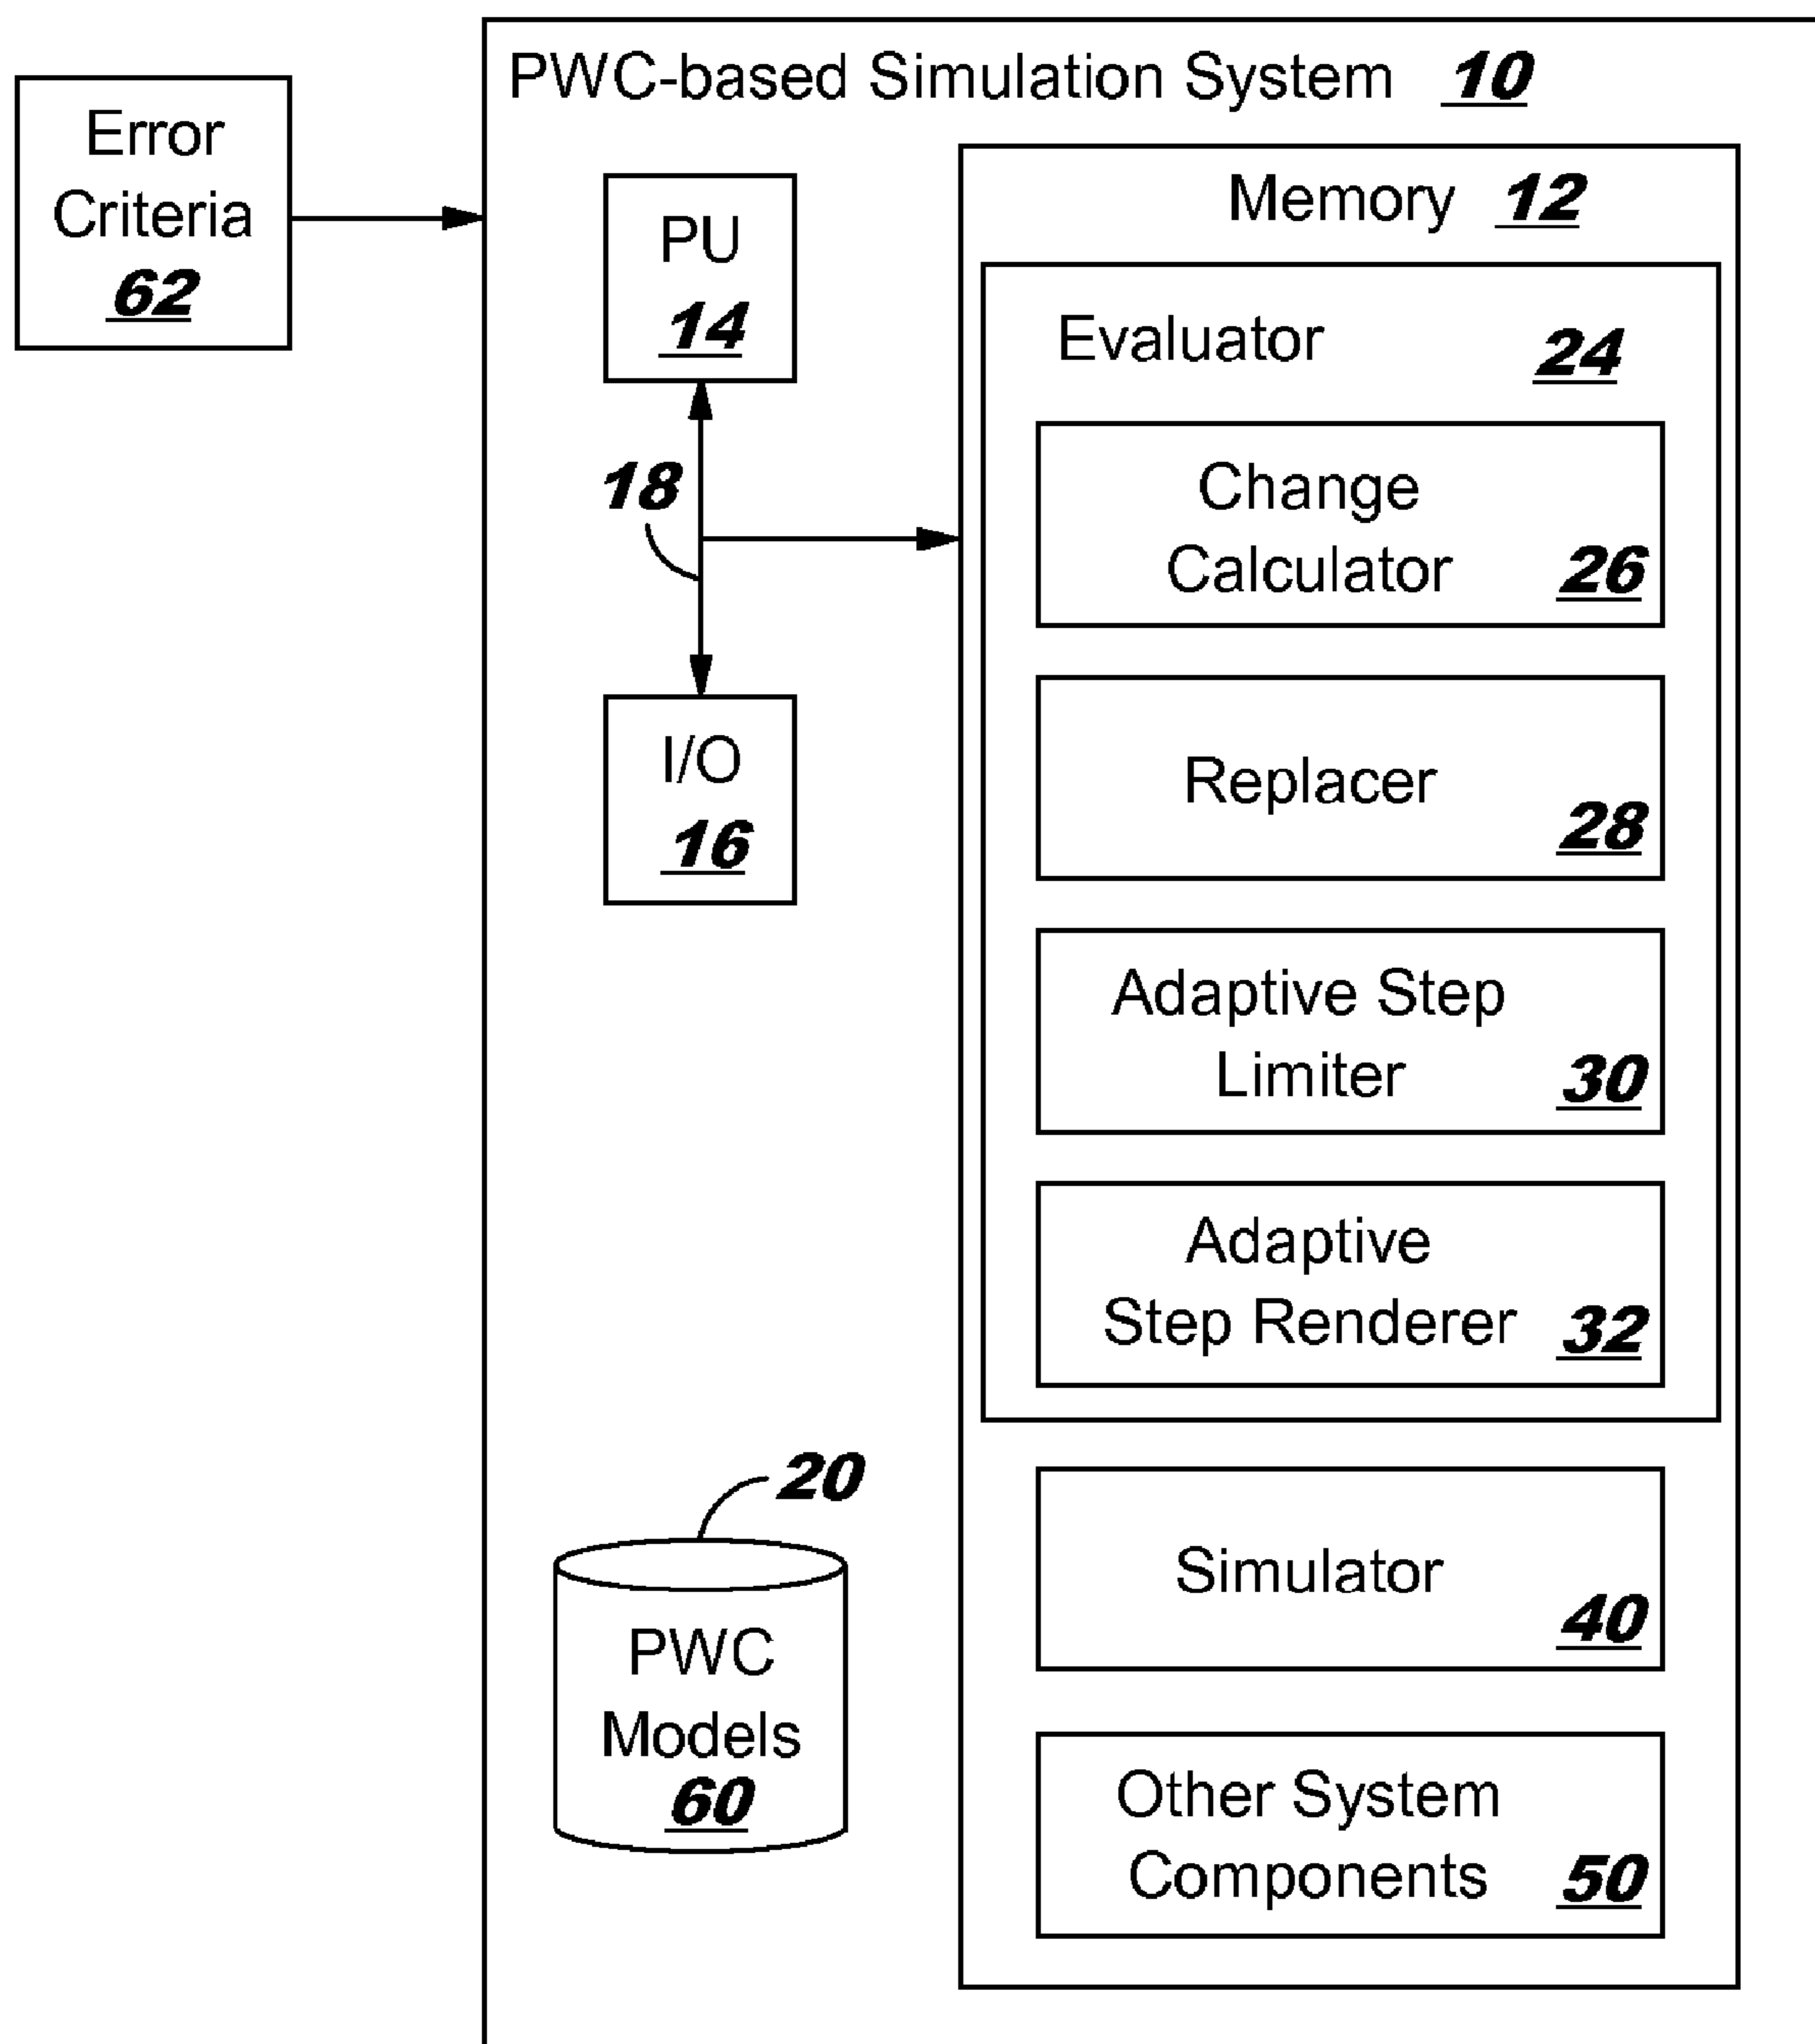 PWC-based Simulation System 10
Error
Criteria
62
PU
14
18
I/O
16
20
PWC
Models
60
Memory 12
Evaluator 24
Change
Calculator 26
Replacer
28
Adaptive Step
Limiter 30
Adaptive
Step Renderer 32
Simulator
40
Other System
Components 50